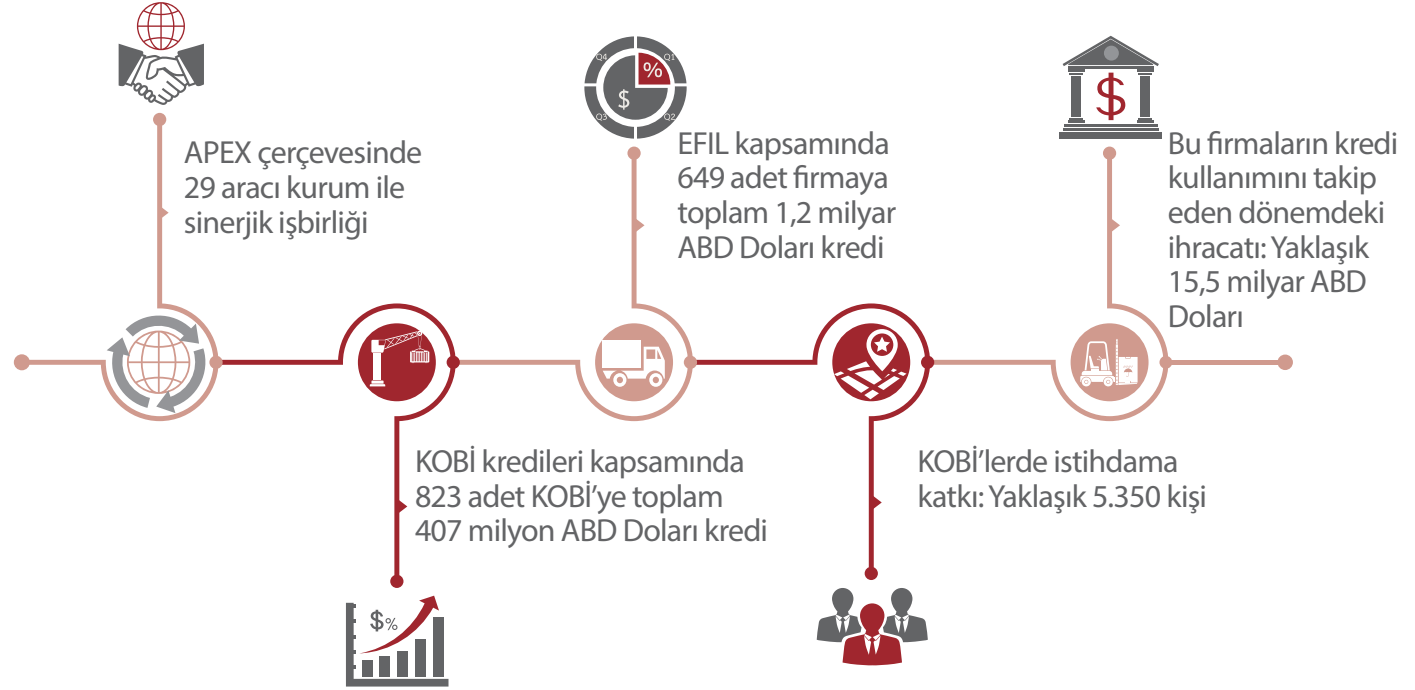 Q4
Q1
%
$
Q3
Q2
$
APEX çerçevesinde
29 aracı kurum ile
sinerjik işbirliği
EFIL kapsamında
649 adet firmaya
toplam 1,2 milyar
ABD Doları kredi
Bu firmaların kredi
kullanımını takip
eden dönemdeki
ihracatı: Yaklaşık
15,5 milyar ABD
Doları
KOBİ kredileri kapsamında
823 adet KOBİ’ye toplam
407 milyon ABD Doları kredi
KOBİ’lerde istihdama
katkı: Yaklaşık 5.350 kişi
$%